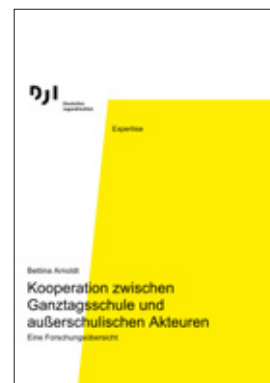 DJI
Deutsches
Jugendinstitut
Expertise
Bettina Arnoldt
Kooperation zwischen
Ganztagsschule und
außerschulischen Akteuren
Eine Forschungsübersicht